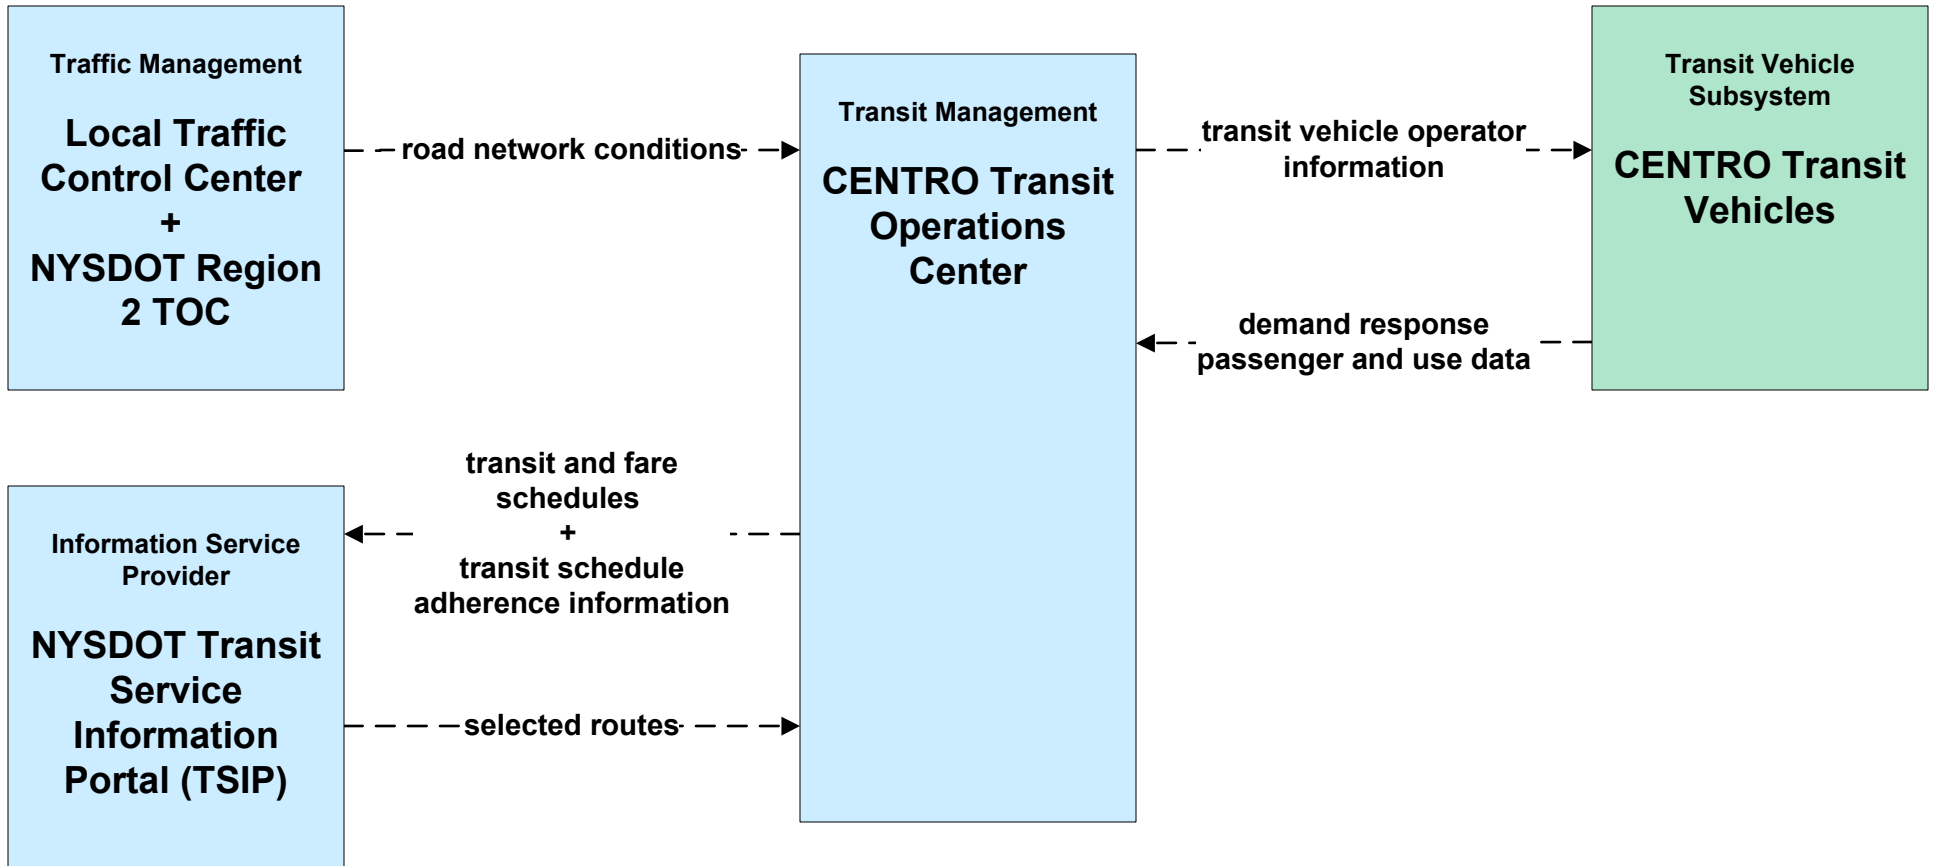 Traffic Management
Local Traffic
Control Center
+
NYSDOT Region
2 TOC
road network conditions
Transit Management
CENTRO Transit
Operations
Center
transit vehicle operator
information
Transit Vehicle
Subsystem
CENTRO Transit
Vehicles
demand response
passenger and use data
transit and fare
schedules
+
transit schedule
adherence information
Information Service
Provider
NYSDOT Transit
Service
Information
Portal (TSIP)
selected routes